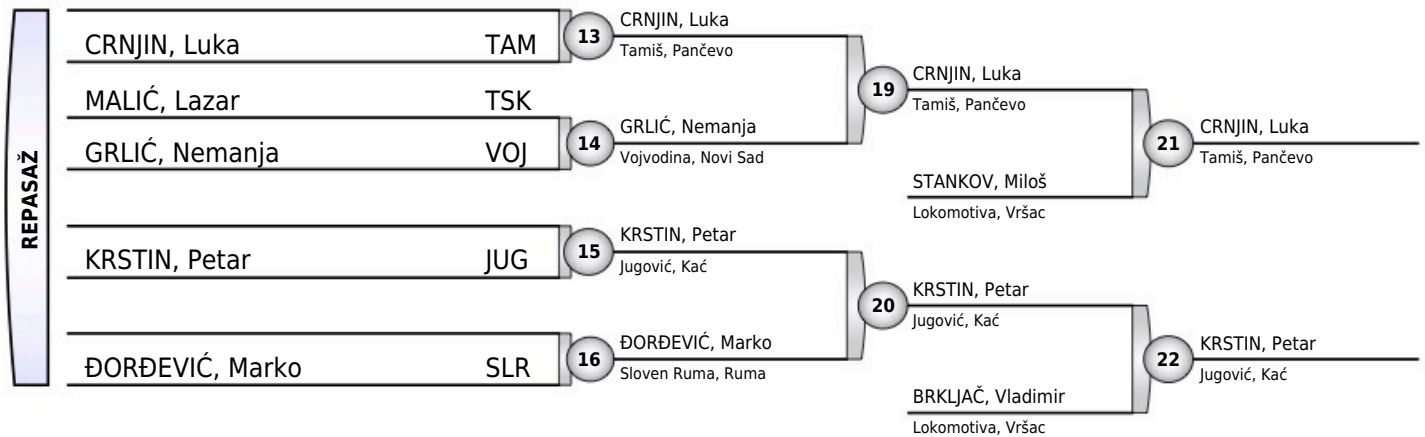 REPASAŽ
CRNJIN, Luka TAM
MALIĆ, Lazar TSK
GRLIĆ, Nemanja VOJ
KRSTIN, Petar JUG
ĐORĐEVIĆ, Marko SLR
13
CRNJIN, Luka
Tamiš, Pančevo
14
GRLIĆ, Nemanja
Vojvodina, Novi Sad
15
KRSTIN, Petar
Jugović, Kać
16
ĐORĐEVIĆ, Marko
Sloven Ruma, Ruma
19
CRNJIN, Luka
Tamiš, Pančevo
STANKOV, Miloš
Lokomotiva, Vršac
20
KRSTIN, Petar
Jugović, Kać
BRKLJAČ, Vladimir
Lokomotiva, Vršac
21
CRNJIN, Luka
Tamiš, Pančevo
22
KRSTIN, Petar
Jugović, Kać